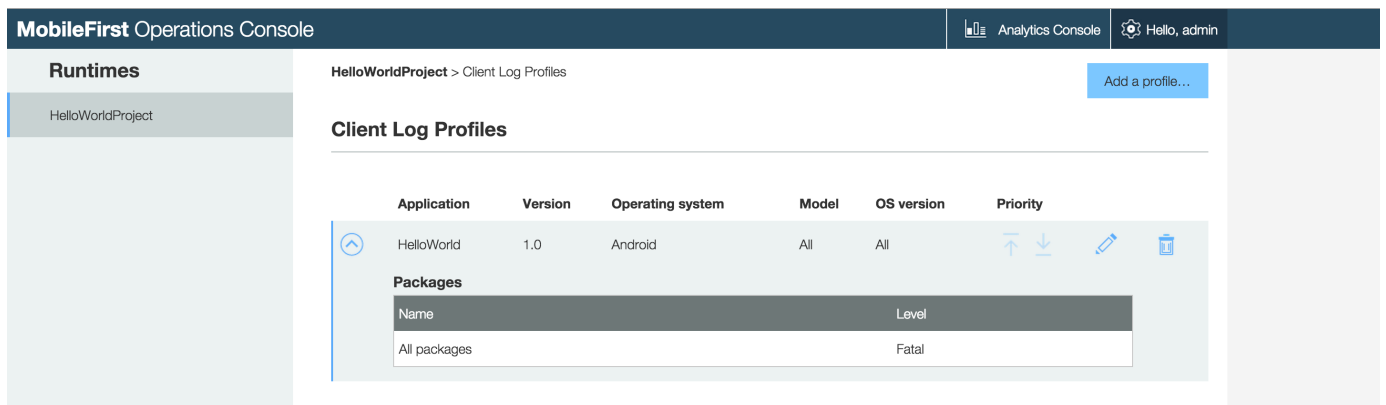 MobileFirst Operations Console
Analytics Console
Hello, admin
Runtimes
HelloWorldProject
HelloWorldProject > Client Log Profiles
Add a profile...
Client Log Profiles
Application Version Operating system Model OS version Priority
HelloWorld 1.0 Android All All
Packages
Name Level
All packages Fatal